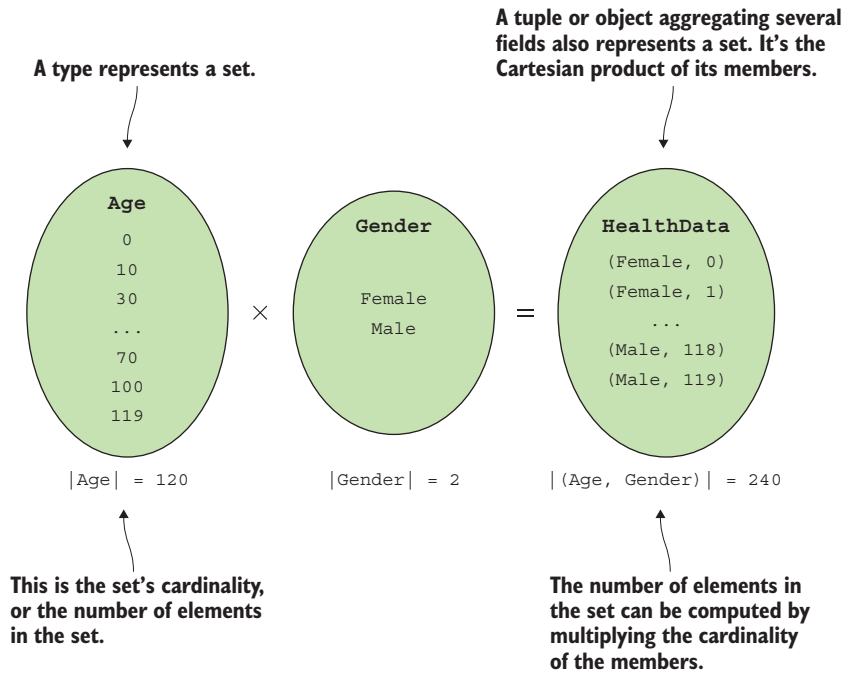 A tuple or object aggregating several
fields also represents a set. It's the
Cartesian product of its members.
A type represents a set.
Age
0
10
30
...
70
100
119
×
Gender
Female
Male
=
HealthData
(Female, 0)
(Female, 1)
...
(Male, 118)
(Male, 119)
|Age| = 120
|Gender| = 2
|(Age, Gender)| = 240
This is the set's cardinality,
or the number of elements
in the set.
The number of elements in
the set can be computed by
multiplying the cardinality
of the members.